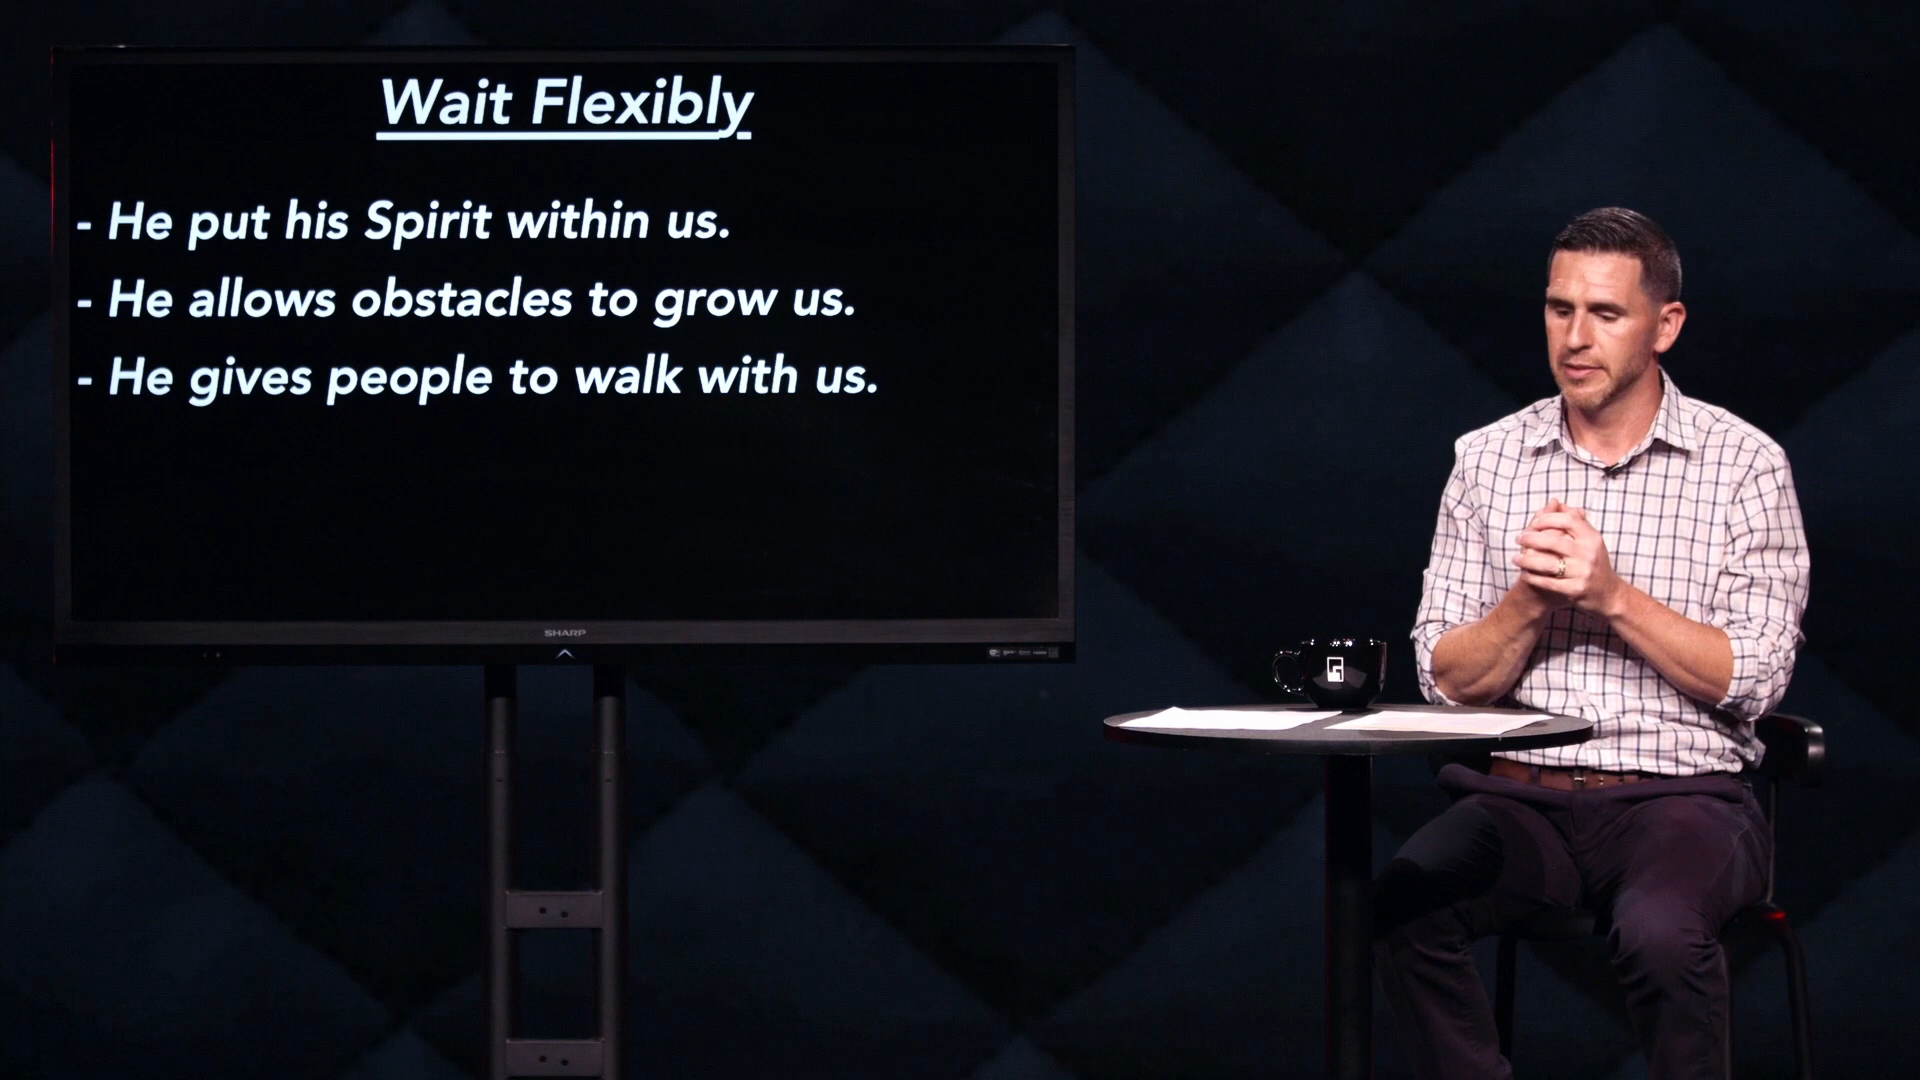 Wait Flexibly
- He put his Spirit within us.
- He allows obstacles to grow us.
- He gives people to walk with us.
SHARP